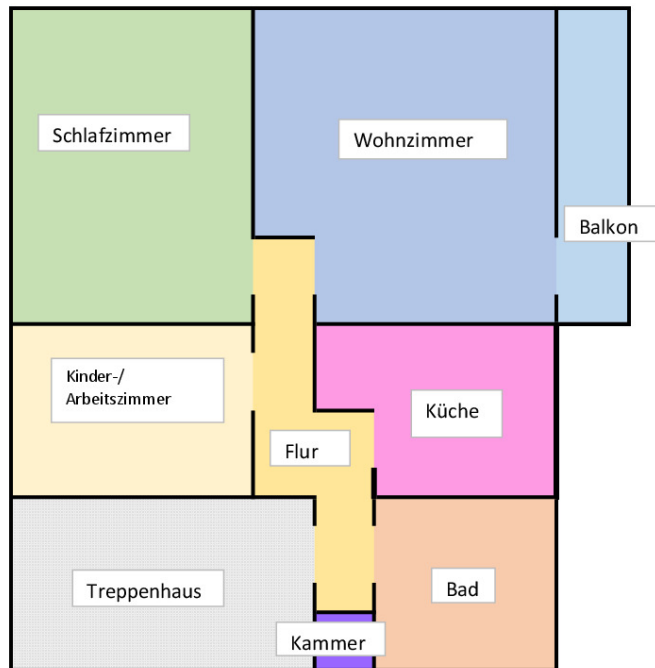 Schlafzimmer
Wohnzimmer
Balkon
Kinder-/
Arbeitszimmer
Küche
Flur
Treppenhaus
Bad
Kammer